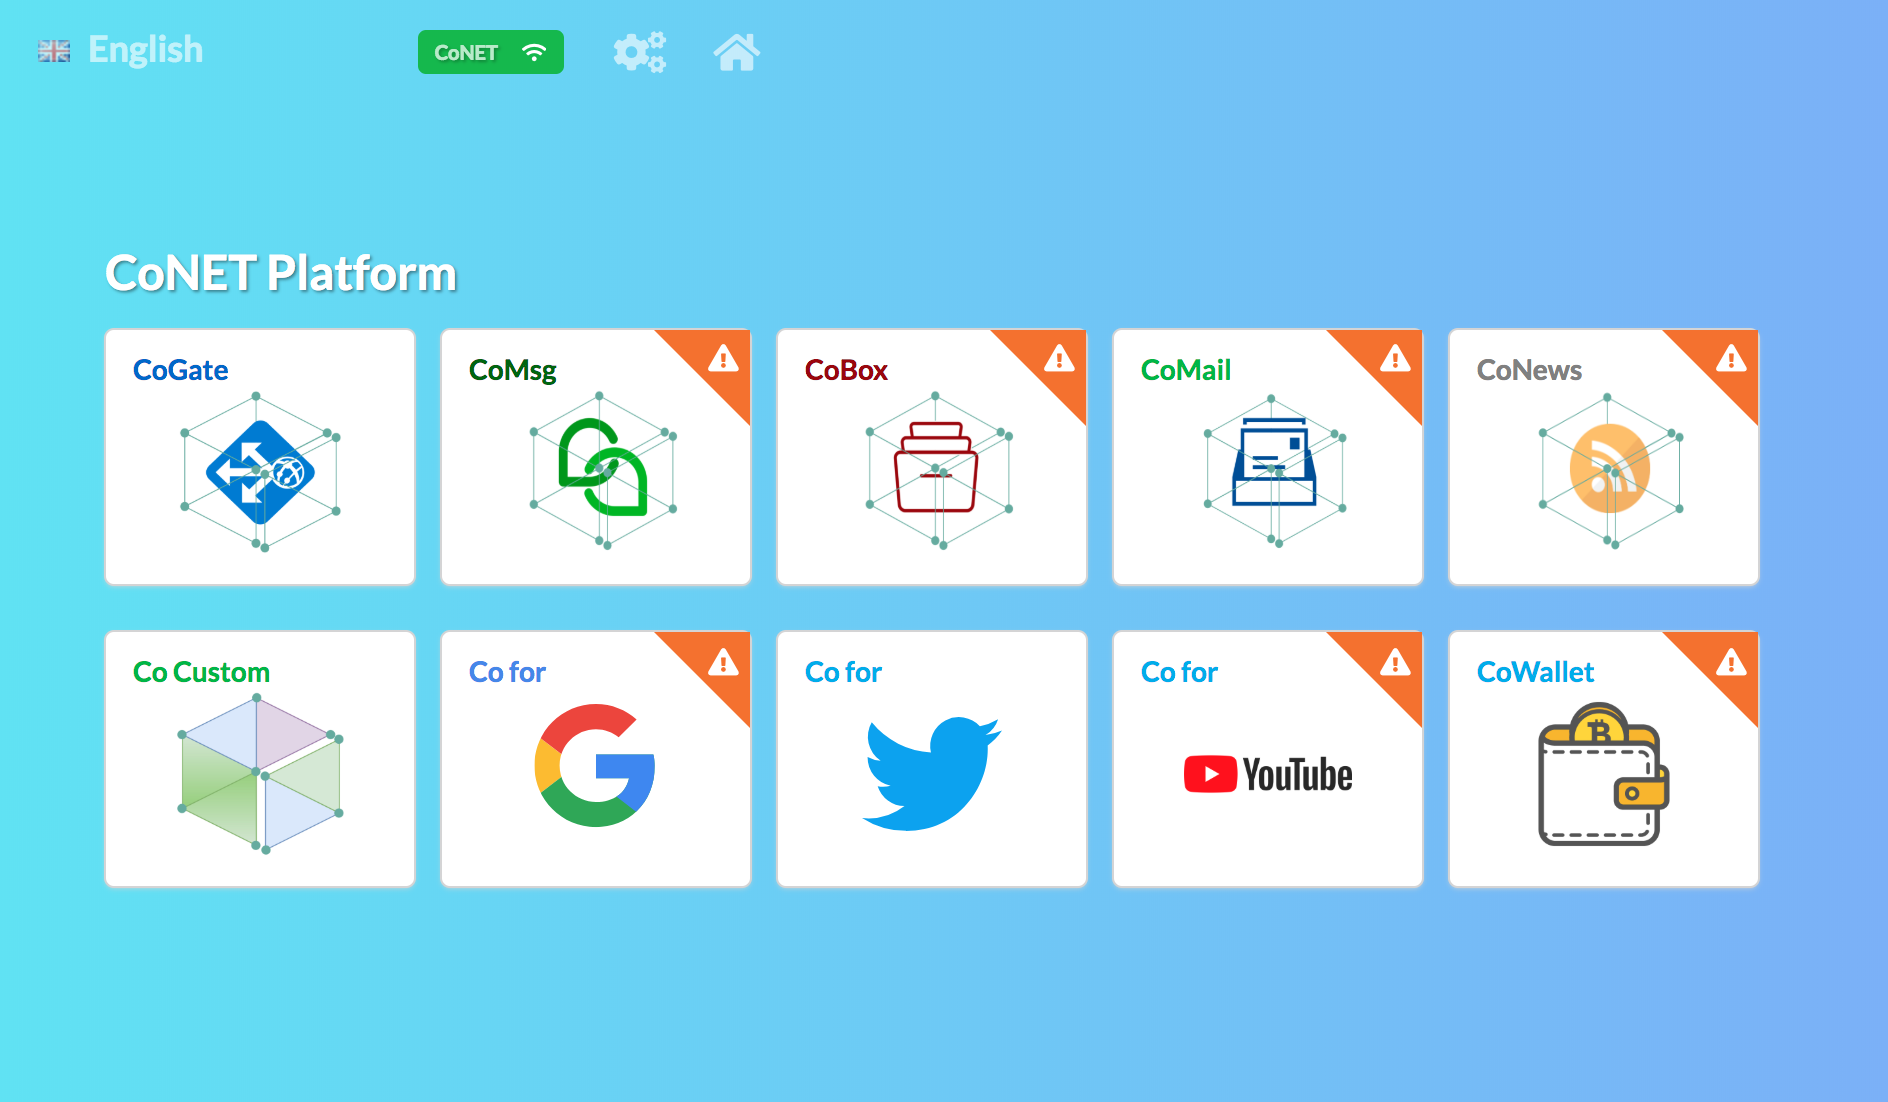 English
CoNET
CoNET Platform
CoGate
CoMsg
CoBox
CoMail
CoNews
Co Custom
Co for
Co for
Co for
YouTube
CoWallet